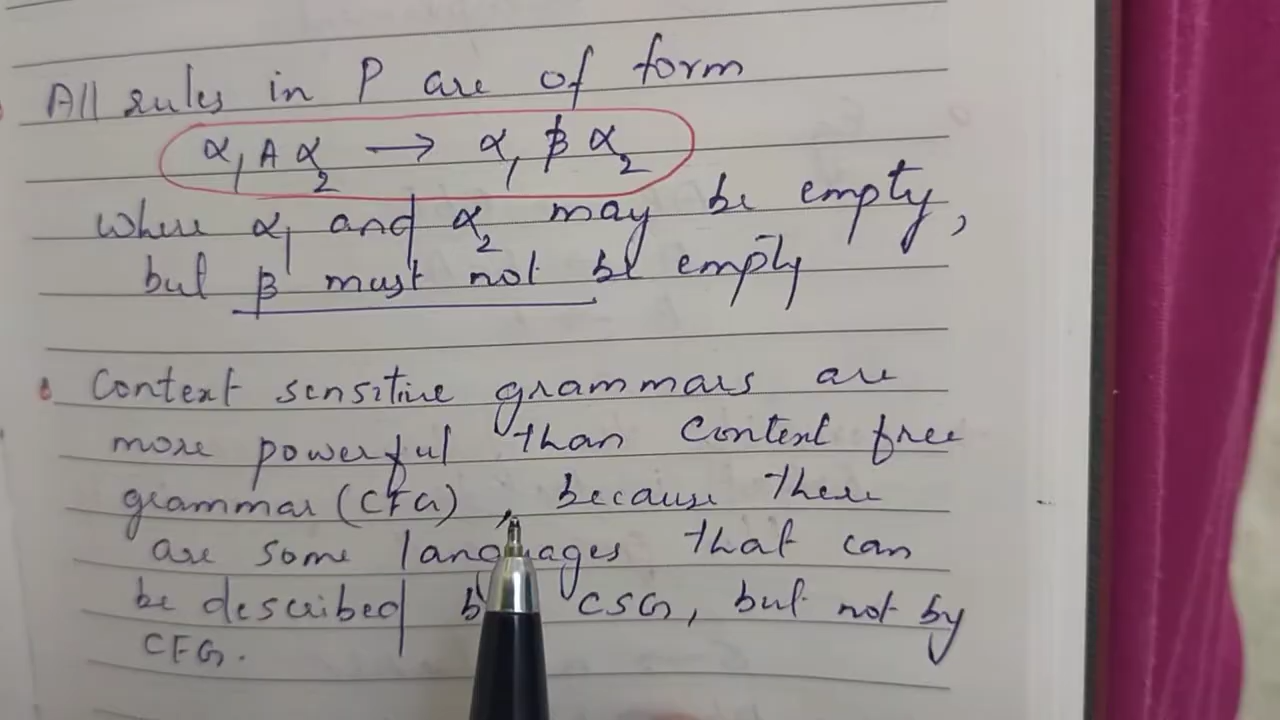 All rules in P are of form
α₁ A α₂ → α₁ β α₂
where α₁ and α₂ may be empty,
but β must not be empty
Context sensitive grammars are
more powerful than Context free
grammar (CFG), because there
are some languages that can
be described CSG, but not by
CFG.